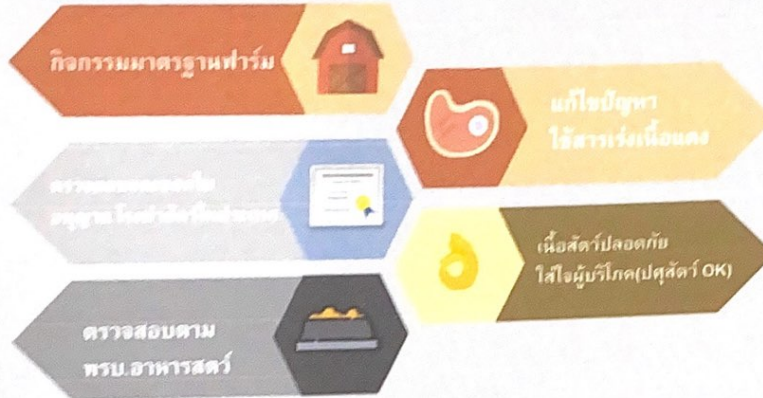 กิจกรรมมาตรฐานฟาร์ม
แก้ไขปัญหา
ใช้สารเร่งเนื้อแดง
เนื้อสัตว์ปลอดภัย
ใส่ใจผู้บริโภค(ปศุสัตว์ OK)
ตรวจสอบตาม
พรบ.อาหารสัตว์